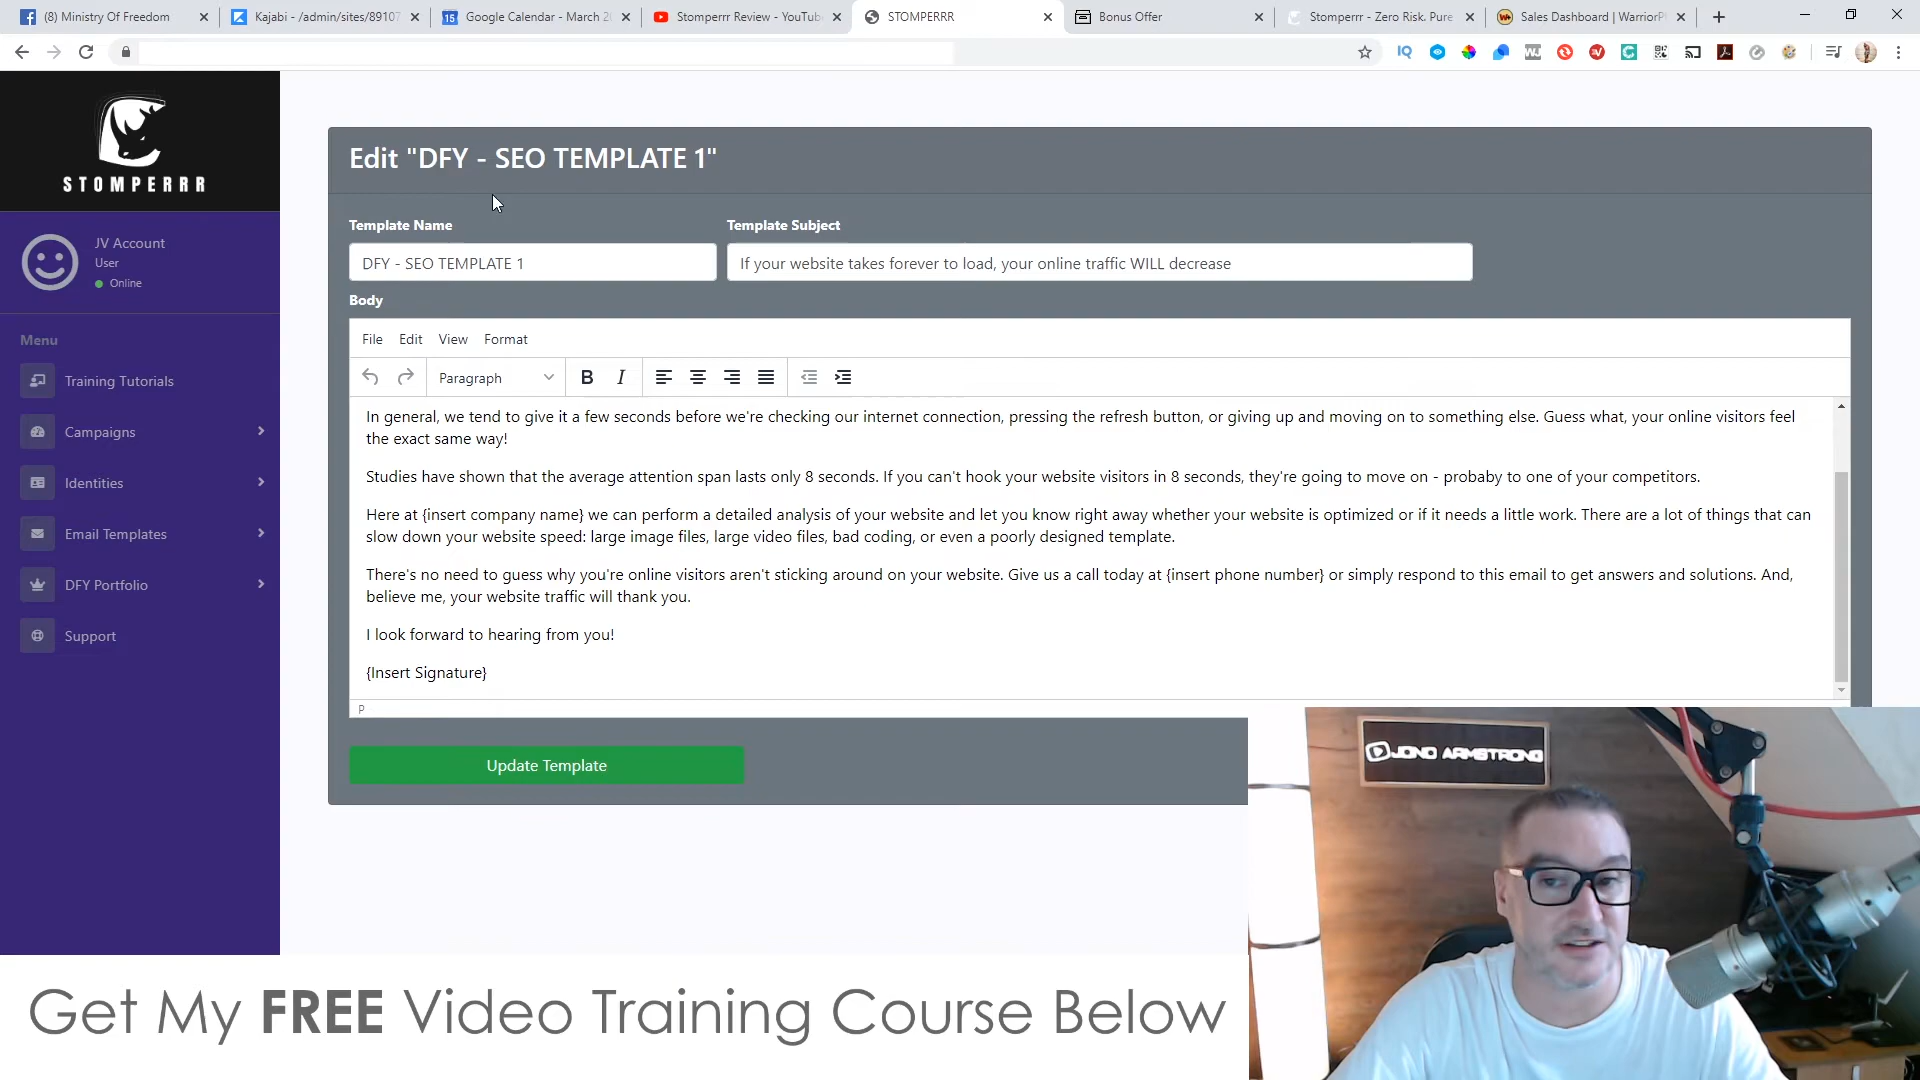 (8) Ministry Of Freedom
Kajabi - /admin/sites/89107
Google Calendar - March 20
Stomperrr Review - YouTube
STOMPERRR
Bonus Offer
Stomperrr - Zero Risk. Pure
Sales Dashboard | WarriorP
STOMPERRR
JV Account
User
Online
Menu
Training Tutorials
Campaigns
Identities
Email Templates
DFY Portfolio
Support
Edit "DFY - SEO TEMPLATE 1"
Template Name
Template Subject
DFY - SEO TEMPLATE 1
If your website takes forever to load, your online traffic WILL decrease
Body
File Edit View Format
Paragraph B I
In general, we tend to give it a few seconds before we're checking our internet connection, pressing the refresh button, or giving up and moving on to something else. Guess what, your online visitors feel
the exact same way!
Studies have shown that the average attention span lasts only 8 seconds. If you can't hook your website visitors in 8 seconds, they're going to move on - probaby to one of your competitors.
Here at {insert company name} we can perform a detailed analysis of your website and let you know right away whether your website is optimized or if it needs a little work. There are a lot of things that can
slow down your website speed: large image files, large video files, bad coding, or even a poorly designed template.
There's no need to guess why you're online visitors aren't sticking around on your website. Give us a call today at {insert phone number} or simply respond to this email to get answers and solutions. And,
believe me, your website traffic will thank you.
I look forward to hearing from you!
{Insert Signature}
P
Update Template
JONO ARMSTRONG
Get My FREE Video Training Course Below